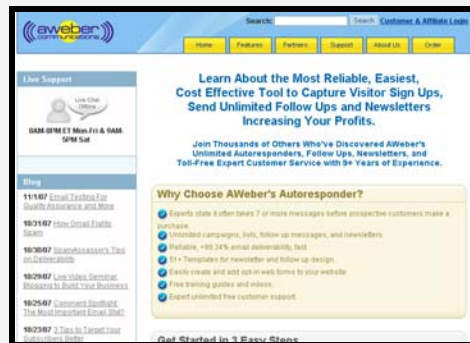 aweber
communications
Search: Search Customer & Affiliate Login
Home Features Partners Support About Us Order
Live Support
Live Chat
Offline
8AM-8PM ET Mon-Fri & 9AM-
5PM Sat
Blog
11/1/07 Email Testing For
Quality Assurance and More
10/31/07 How Gmail Fights
Spam
10/30/07 SpamAssassin's Tips
on Deliverability
10/29/07 Live Video Seminar:
Blogging to Build Your Business
10/25/07 Comment Spotlight:
The Most Important Email Stat?
10/23/07 3 Tips to Target Your
Subscribers Better
Learn About the Most Reliable, Easiest,
Cost Effective Tool to Capture Visitor Sign Ups,
Send Unlimited Follow Ups and Newsletters
Increasing Your Profits.
Join Thousands of Others Who've Discovered AWeber's
Unlimited Autoresponders, Follow Ups, Newsletters, and
Toll-Free Expert Customer Service with 9+ Years of Experience.
Why Choose AWeber's Autoresponder?
Experts state it often takes 7 or more messages before prospective customers make a
purchase.
Unlimited campaigns, lists, follow up messages, and newsletters.
Reliable, +99.34% email deliverability, fast.
51+ Templates for newsletter and follow up design.
Easily create and add opt-in web forms to your website.
Free training guides and videos.
Expert unlimited free customer support.
Get Started in 3 Easy Steps